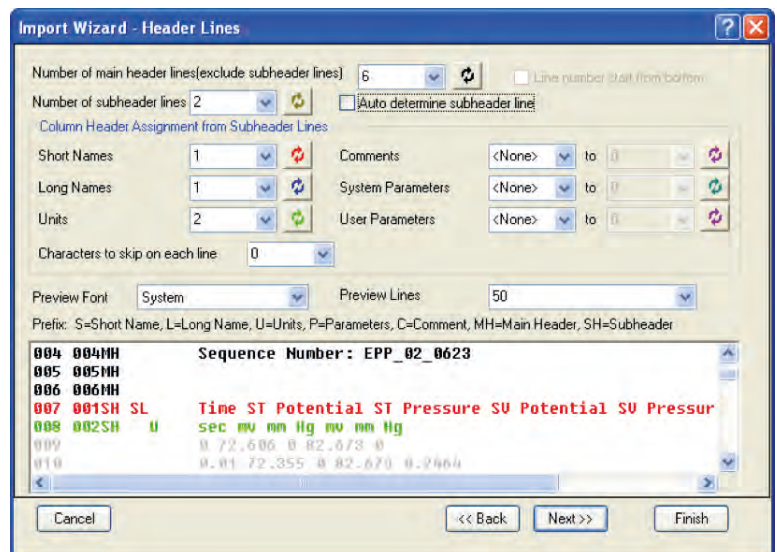 Import Wizard - Header Lines
Number of main header lines(exclude subheader lines) 6 Line number start from bottom
Number of subheader lines 2 Auto determine subheader line
Column Header Assignment from Subheader Lines
Short Names 1 Comments <None> to 0
Long Names 1 System Parameters <None> to 0
Units 2 User Parameters <None> to 0
Characters to skip on each line 0
Preview Font System Preview Lines 50
Prefix: S=Short Name, L=Long Name, U=Units, P=Parameters, C=Comment, MH=Main Header, SH=Subheader
004 004MH Sequence Number: EPP_02_0623
005 005MH
006 006MH
007 001SH SL Time ST Potential ST Pressure SV Potential SV Pressur
008 002SH U sec mv mm Hg mv mm Hg
009 0 72.606 0 82.673 0
010 0.01 72.355 0 82.670
Cancel << Back Next >> Finish